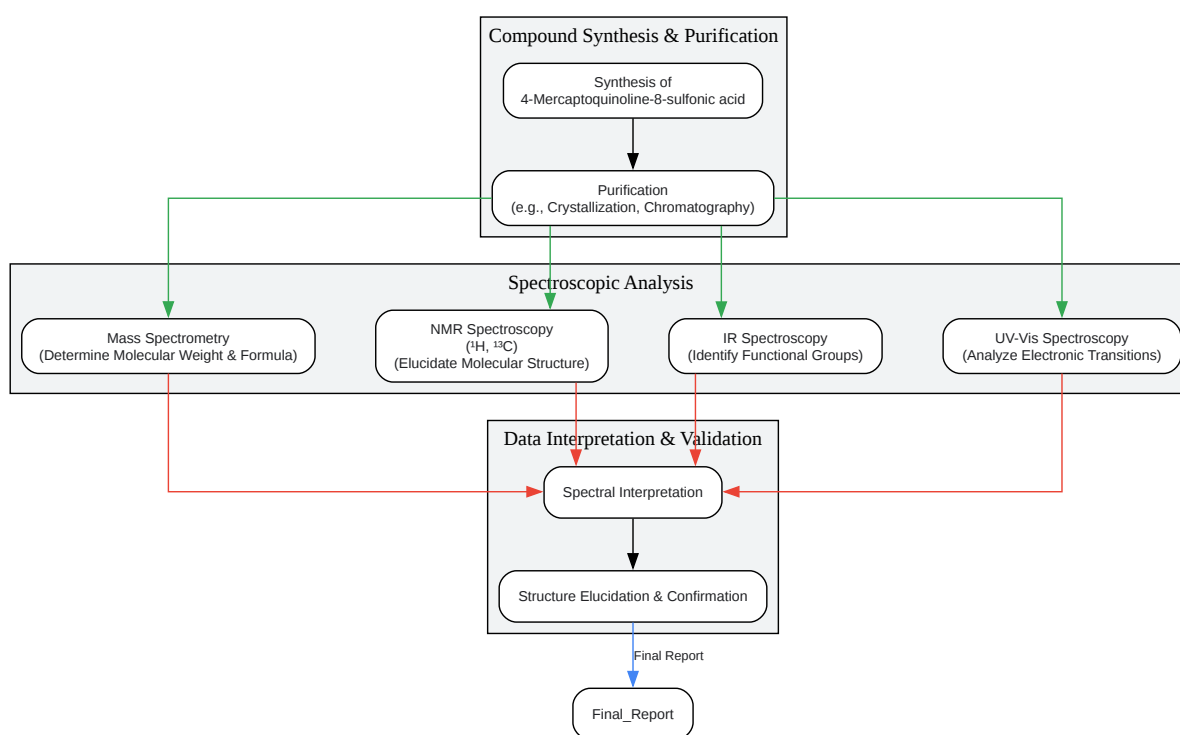 Compound Synthesis & Purification
Synthesis of
4-Mercaptoquinoline-8-sulfonic acid
Purification
(e.g., Crystallization, Chromatography)
Spectroscopic Analysis
Mass Spectrometry
(Determine Molecular Weight & Formula)
NMR Spectroscopy
(¹H, ¹³C)
(Elucidate Molecular Structure)
IR Spectroscopy
(Identify Functional Groups)
UV-Vis Spectroscopy
(Analyze Electronic Transitions)
Data Interpretation & Validation
Spectral Interpretation
Structure Elucidation & Confirmation
Final Report
Final_Report